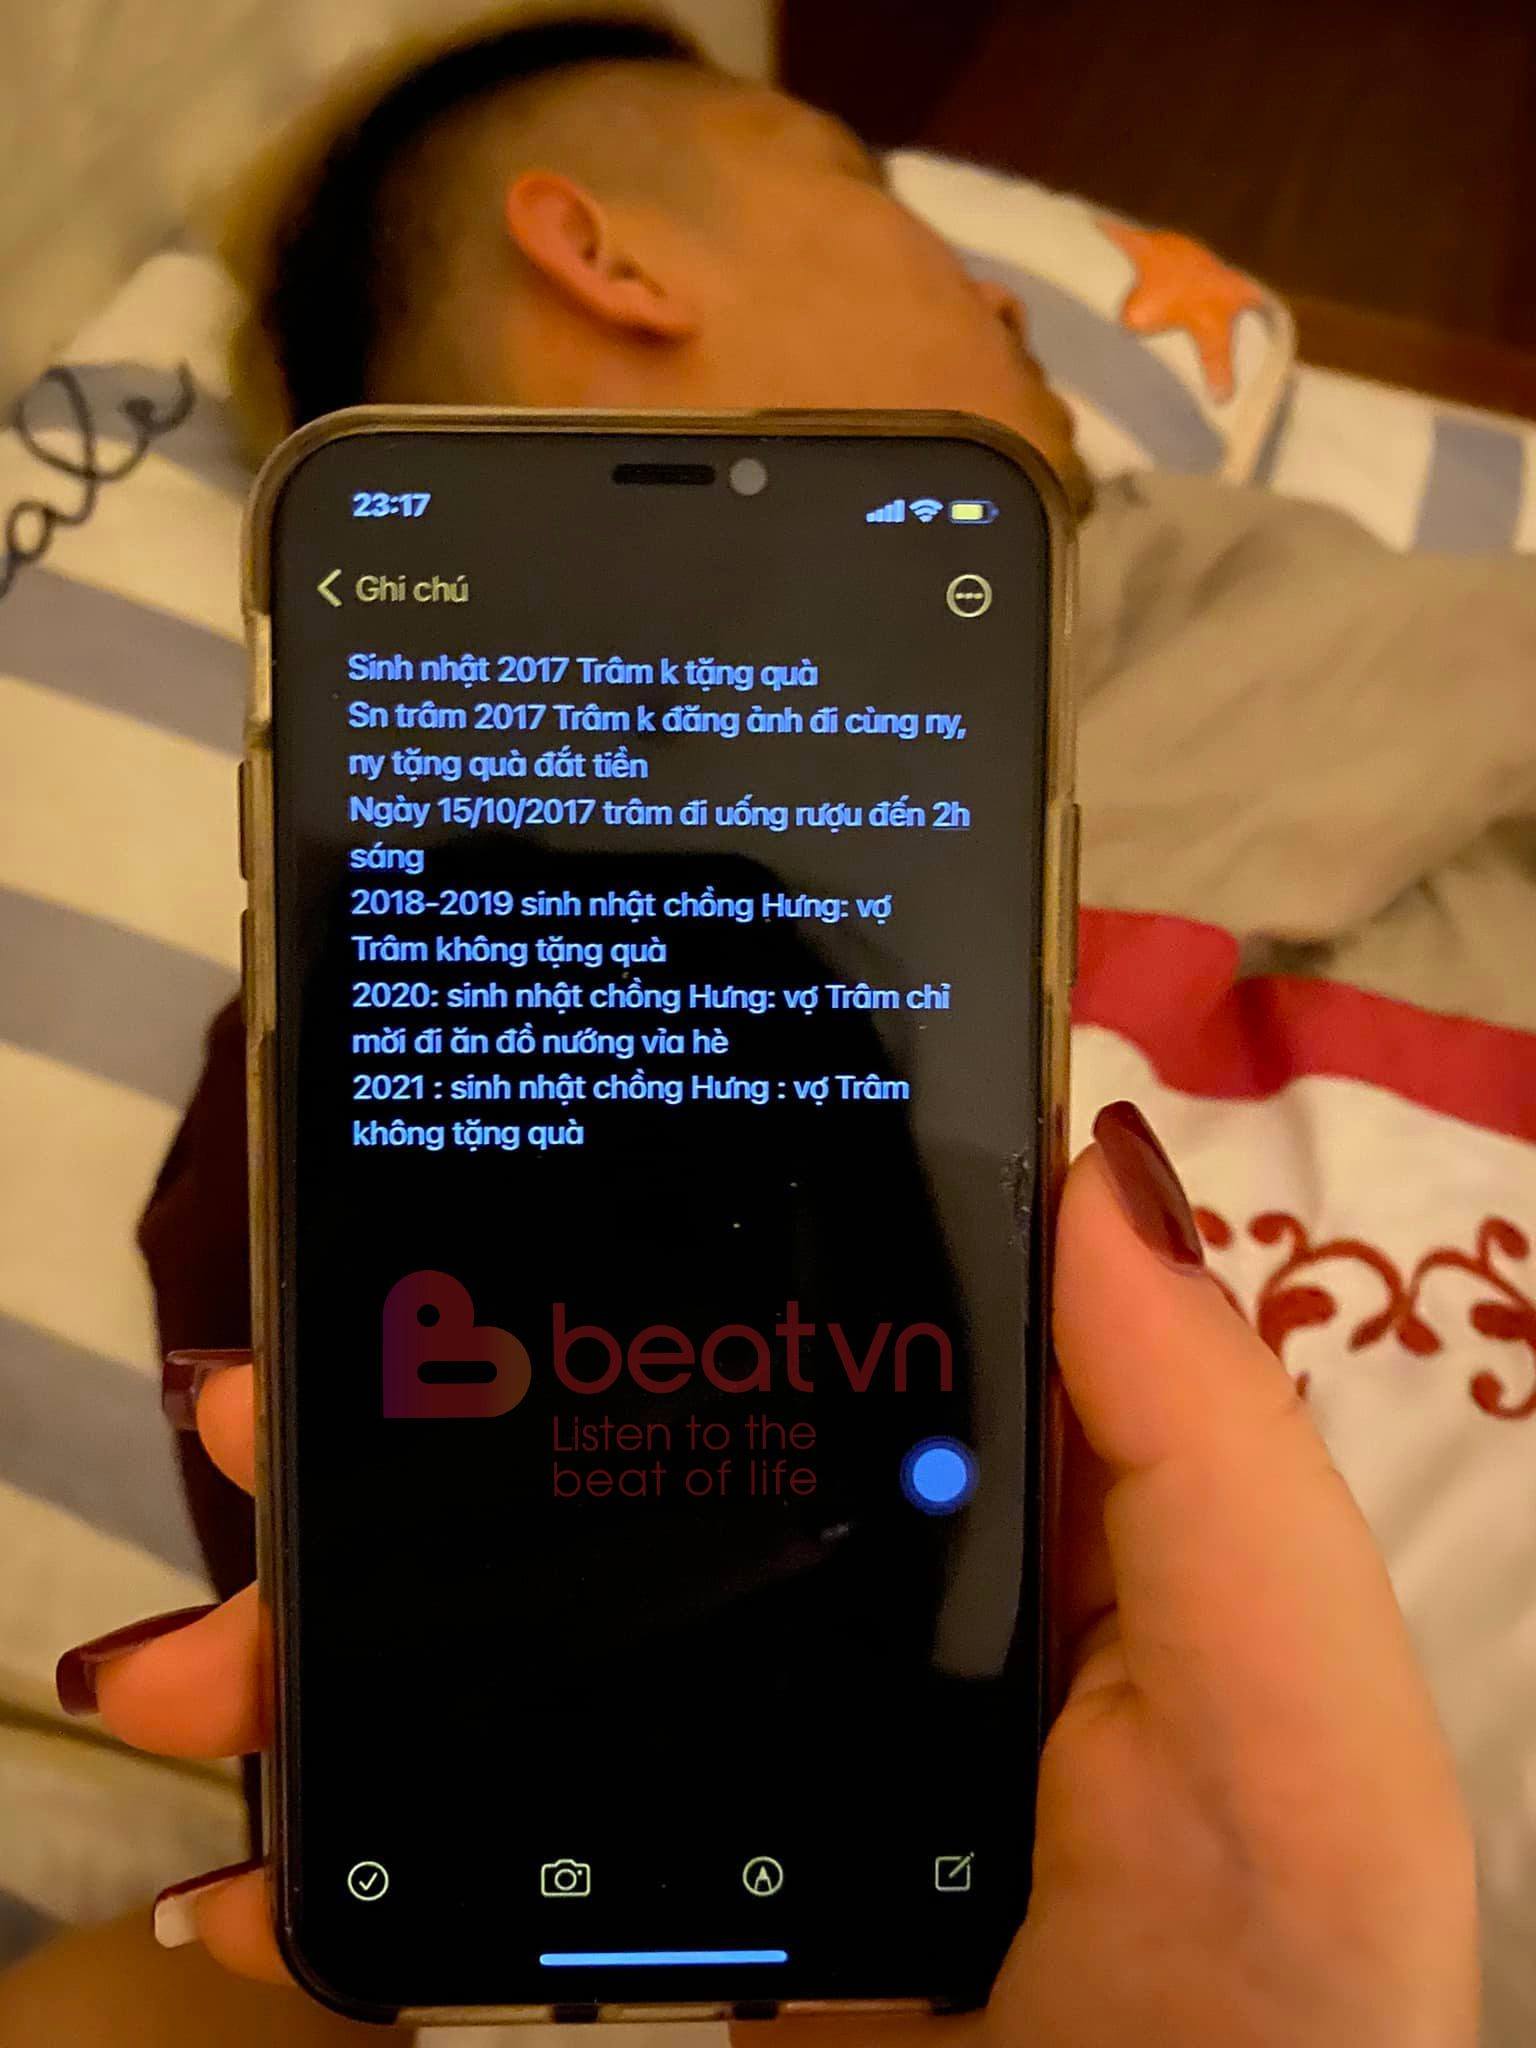 ale
23:17
Ghi chú
Sinh nhật 2017 Trâm k tặng quà
Sn trâm 2017 Trâm k đăng ảnh đi cùng ny,
ny tặng quà đắt tiền
Ngày 15/10/2017 trâm đi uống rượu đến 2h
sáng
2018-2019 sinh nhật chồng Hưng: vợ
Trâm không tặng quà
2020: sinh nhật chồng Hưng: vợ Trâm chỉ
mời đi ăn đồ nướng vỉa hè
2021 : sinh nhật chồng Hưng : vợ Trâm
không tặng quà
beatvn
Listen to the
beat of life